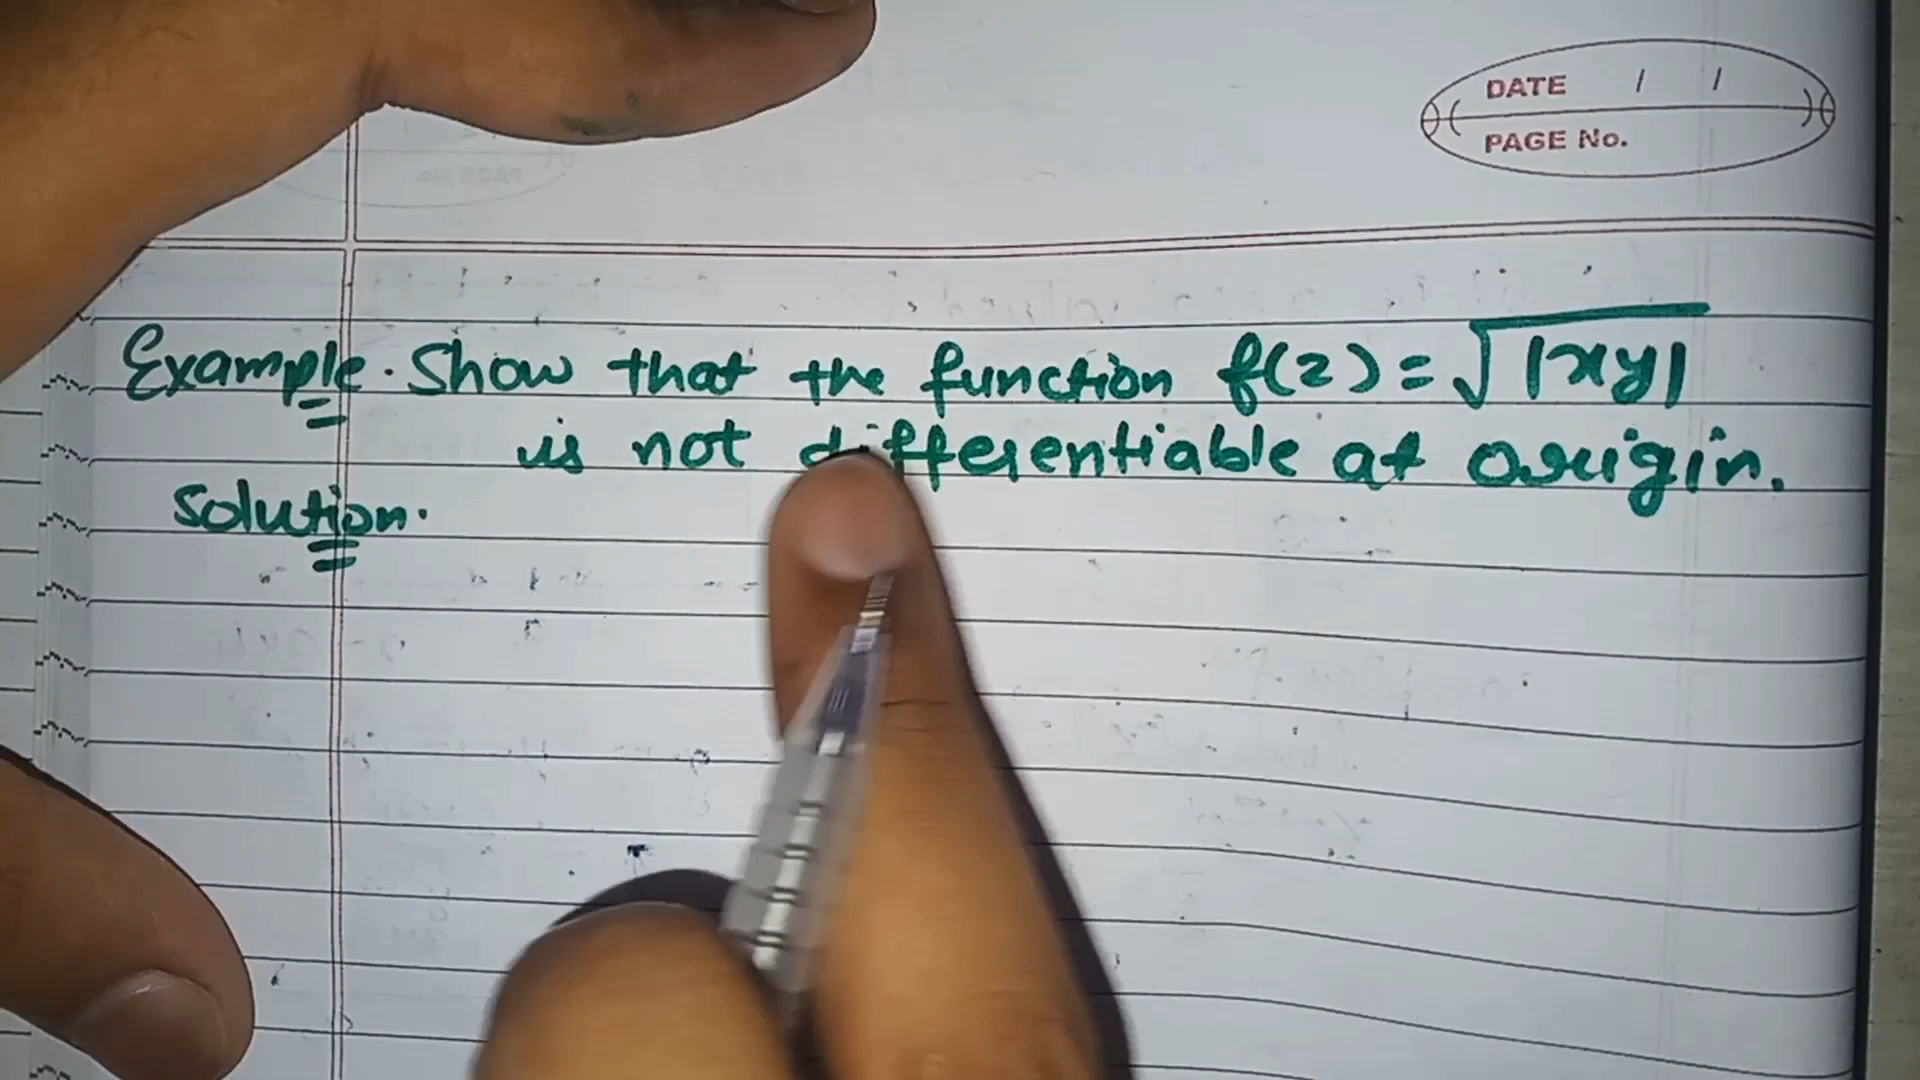 DATE / /
PAGE No.
Example. Show that the function f(z) = √|xy|
is not differentiable at origin.
Solution.